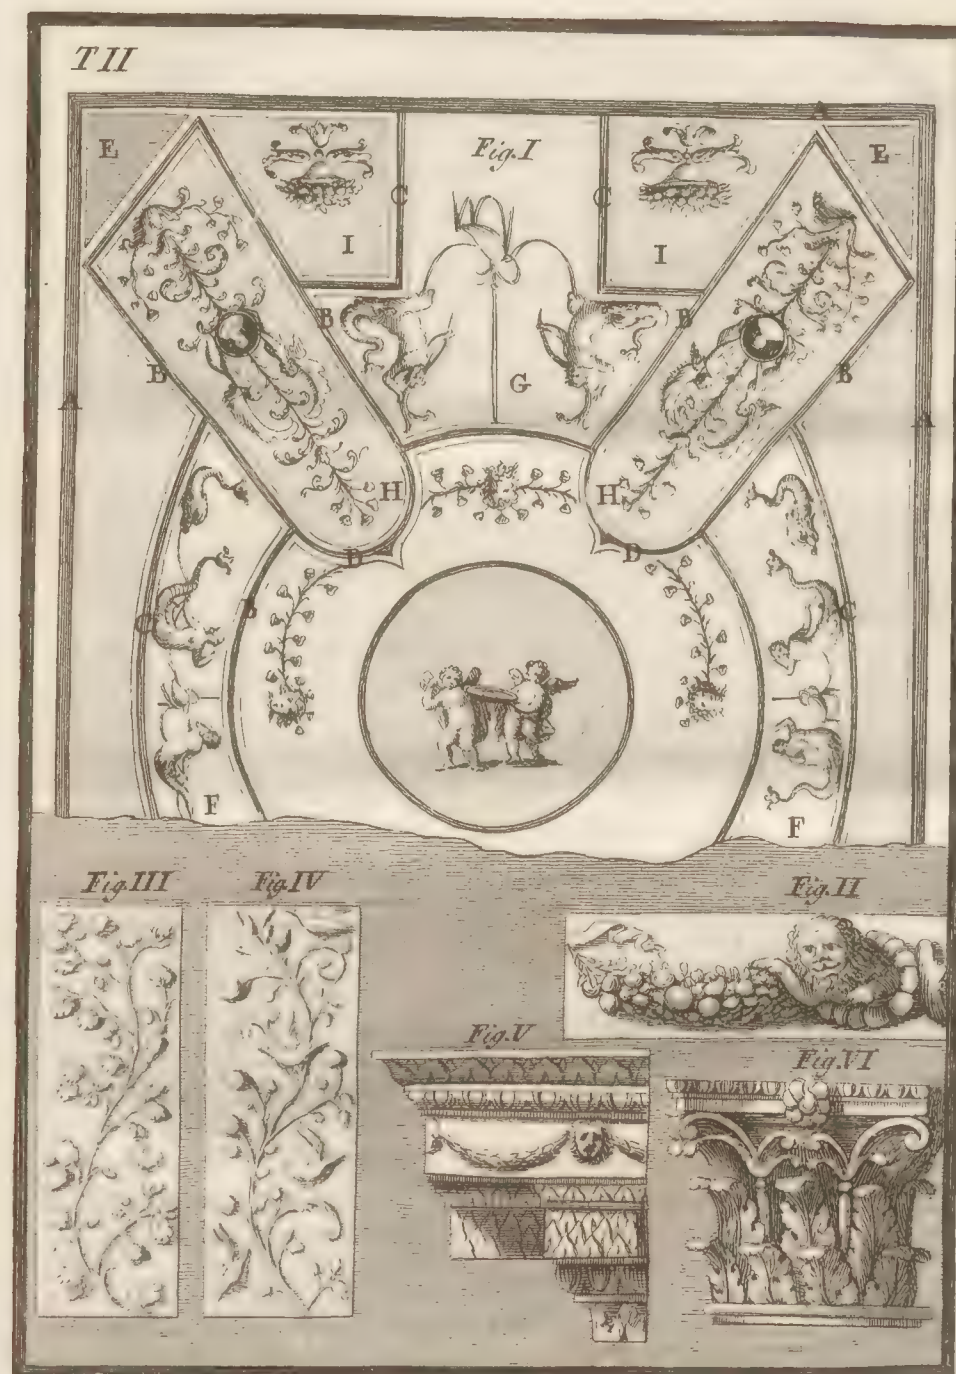 T II
A
E Fig. I E
C C
I I
B B
B B
G
A A
H H
D D
B
C C
F F
Fig. III Fig. IV Fig. II
Fig. V
Fig. VI